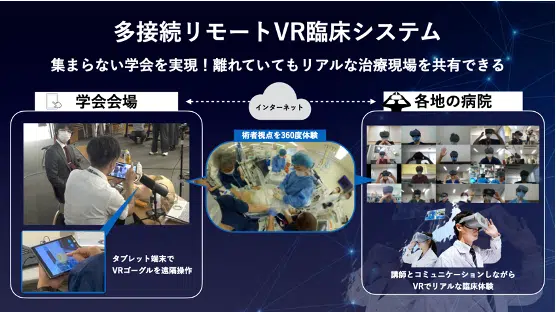 多接続リモートVR臨床システム
集まらない学会を実現！離れていてもリアルな治療現場を共有できる
学会会場
インターネット
各地の病院
術者視点を360度体験
タブレット端末で
VRゴーグルを遠隔操作
講師とコミュニケーションしながら
VRでリアルな臨床体験